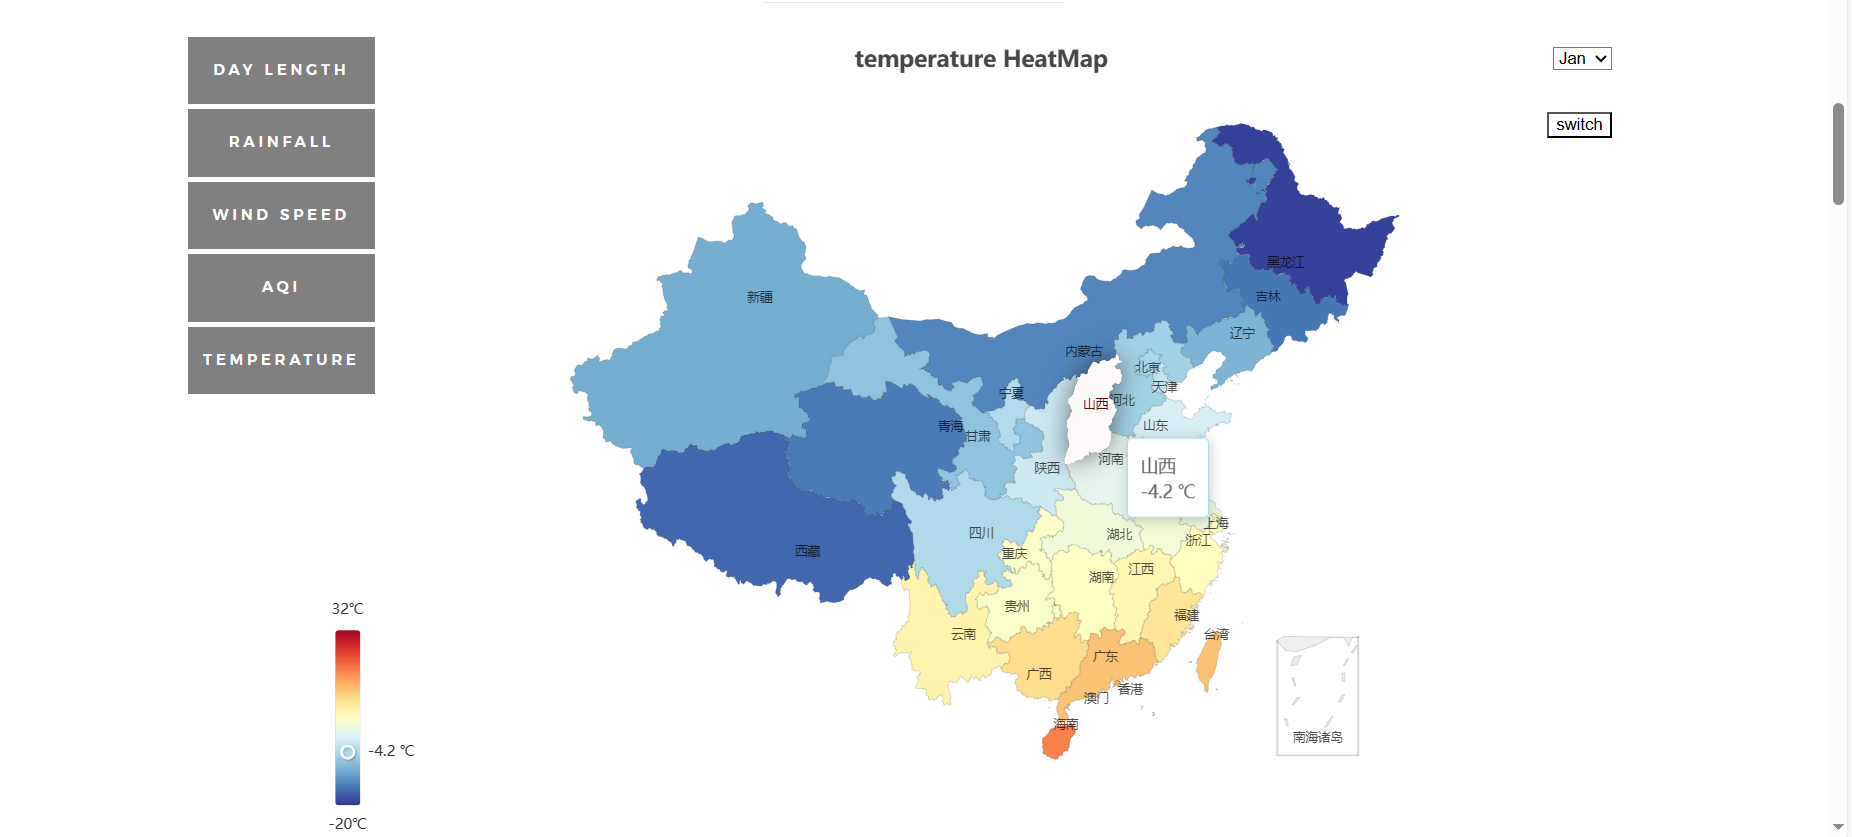 temperature HeatMap
Jan
switch
DAY LENGTH
RAINFALL
WIND SPEED
AQI
TEMPERATURE
黑龙江
吉林
新疆
辽宁
内蒙古
北京
天津
宁夏
山西
河北
青海
甘肃
山东
陕西
河南
山西
-4.2 ℃
四川
湖北
上海
浙江
西藏
重庆
湖南
江西
贵州
福建
云南
台湾
广西
广东
澳门
香港
海南
南海诸岛
32℃
-4.2 ℃
-20℃